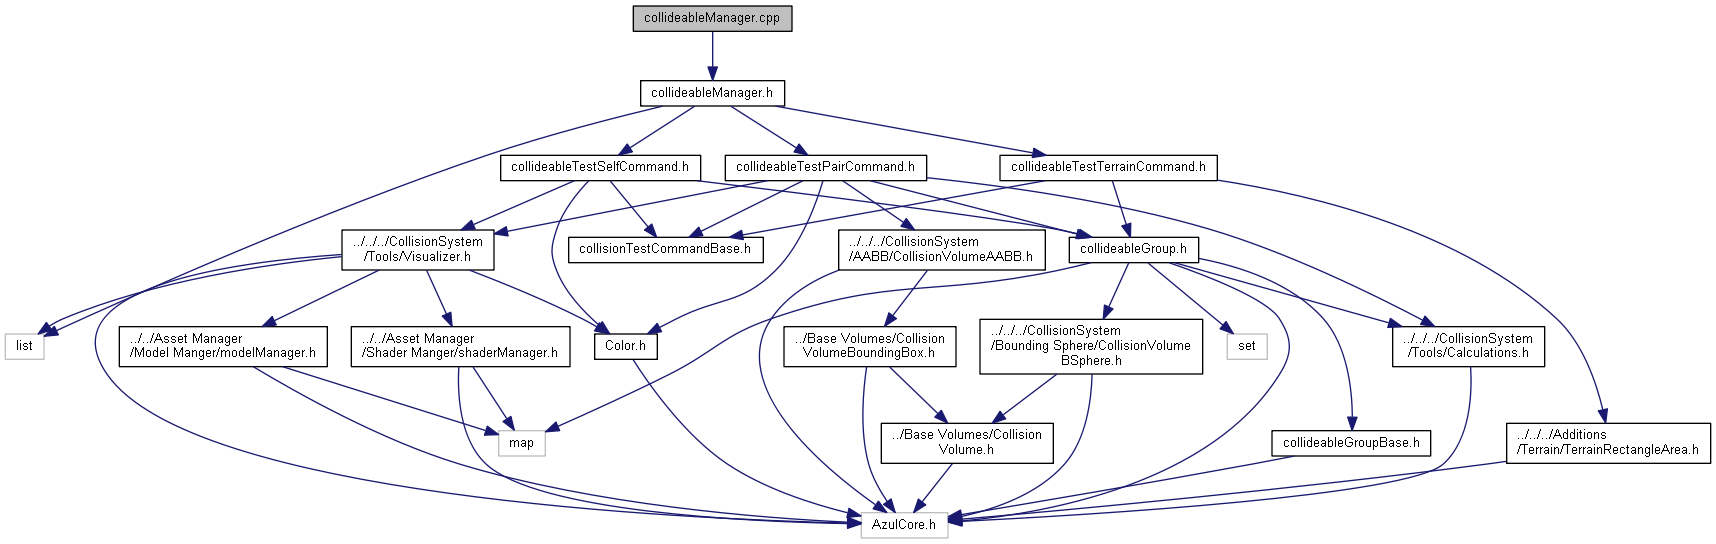 collideableManager.cpp
collideableManager.h
collideableTestSelfCommand.h
collideableTestPairCommand.h
collideableTestTerrainCommand.h
../../../CollisionSystem
/Tools/Visualizer.h
collisionTestCommandBase.h
../../../CollisionSystem
/AABB/CollisionVolumeAABB.h
collideableGroup.h
list
../../Asset Manager
/Model Manger/modelManager.h
../../Asset Manager
/Shader Manger/shaderManager.h
Color.h
../Base Volumes/Collision
VolumeBoundingBox.h
../../../CollisionSystem
/Bounding Sphere/CollisionVolume
BSphere.h
set
../../../CollisionSystem
/Tools/Calculations.h
map
../Base Volumes/Collision
Volume.h
collideableGroupBase.h
../../../Additions
/Terrain/TerrainRectangleArea.h
AzulCore.h